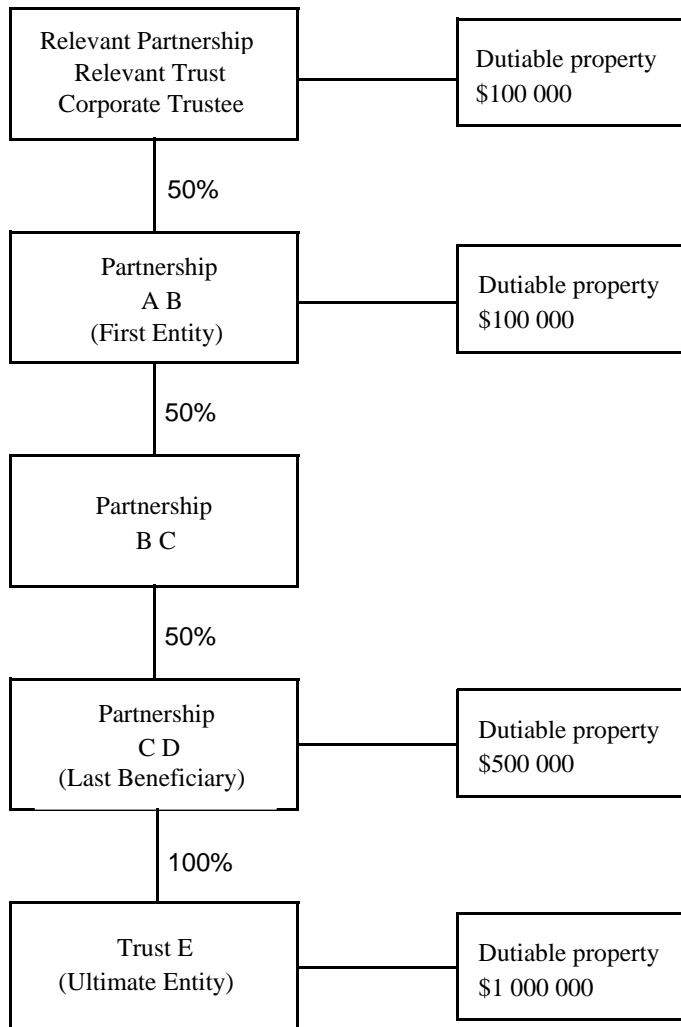 Relevant Partnership
Relevant Trust
Corporate Trustee
Dutiable property
$100 000
50%
Partnership
A B
(First Entity)
Dutiable property
$100 000
50%
Partnership
B C
50%
Partnership
C D
(Last Beneficiary)
Dutiable property
$500 000
100%
Trust E
(Ultimate Entity)
Dutiable property
$1 000 000